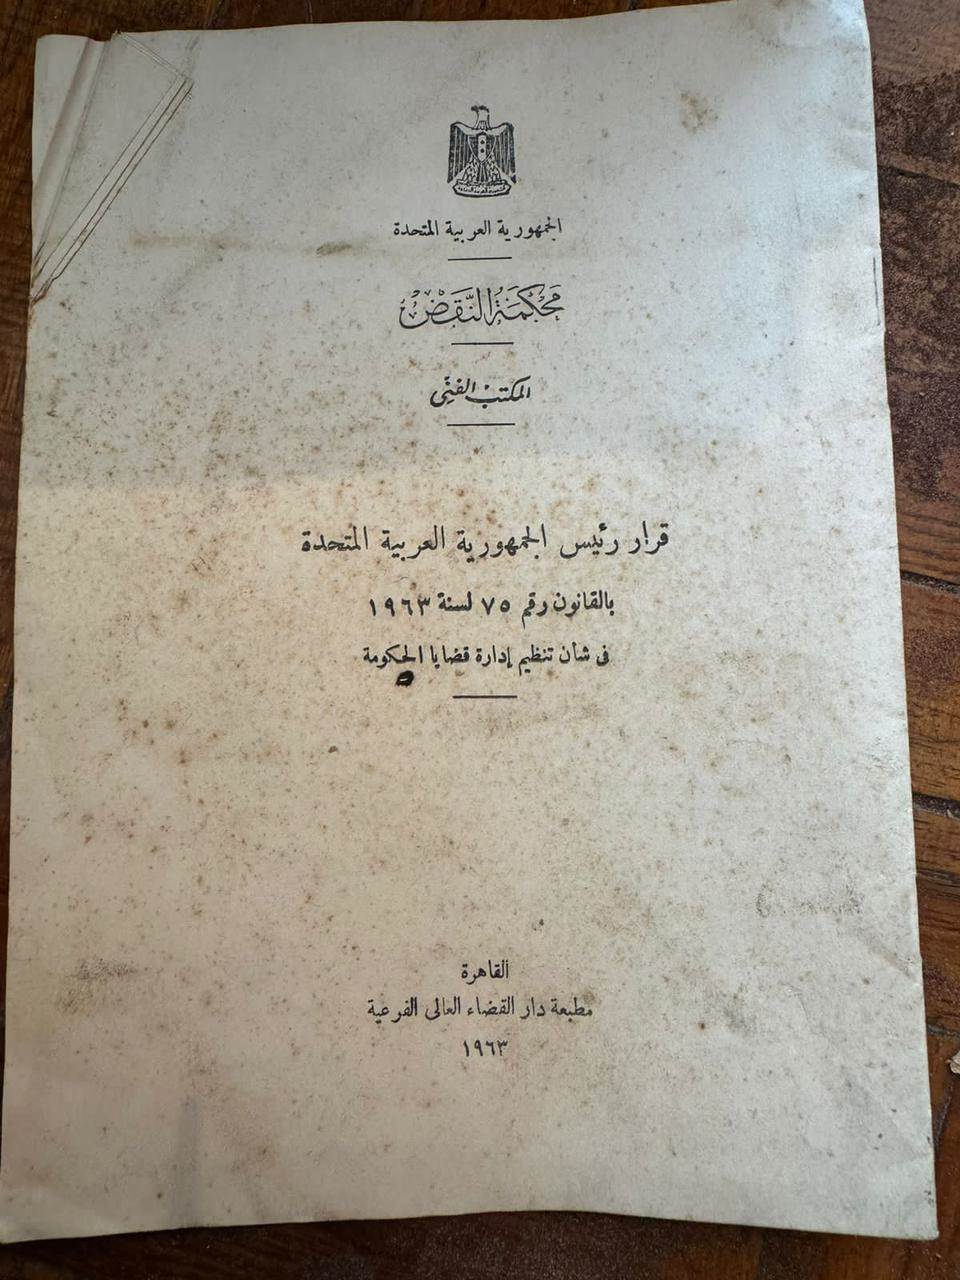 الجمهورية العربية المتحدة
محكمة النقض
المكتب الفني
قرار رئيس الجمهورية العربية المتحدة
بالقانون رقم ٧٥ لسنة ١٩٦٣
فى شأن تنظيم إدارة قضايا الحكومة
القاهرة
مطبعة دار القضاء العالى الفرعية
١٩٦٣